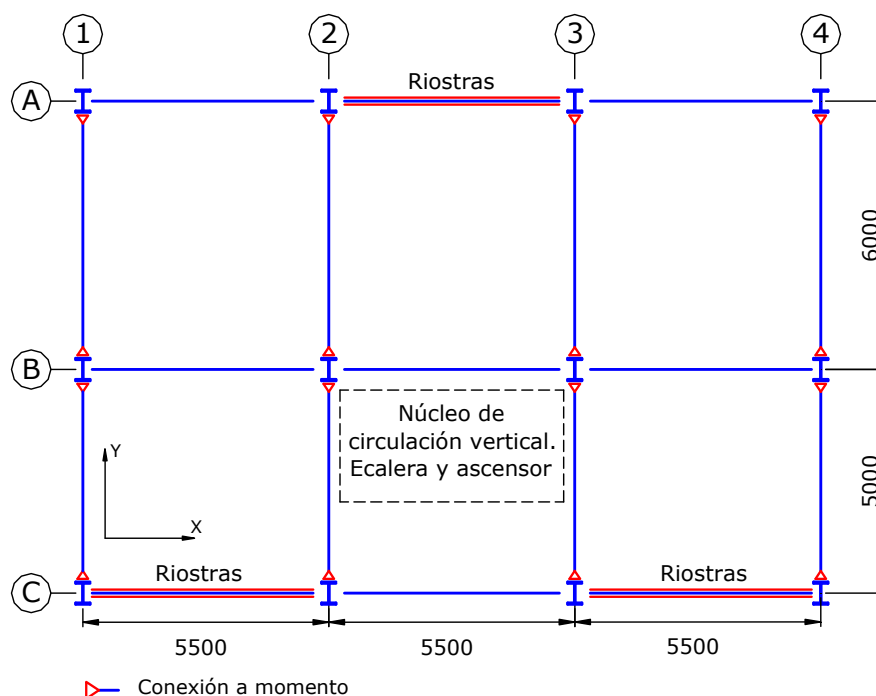 1 2 3 4
Riostras
A
6000
B
Núcleo de
circulación vertical.
Ecalera y ascensor
Y
X
5000
Riostras
Riostras
C
5500 5500 5500
Conexión a momento